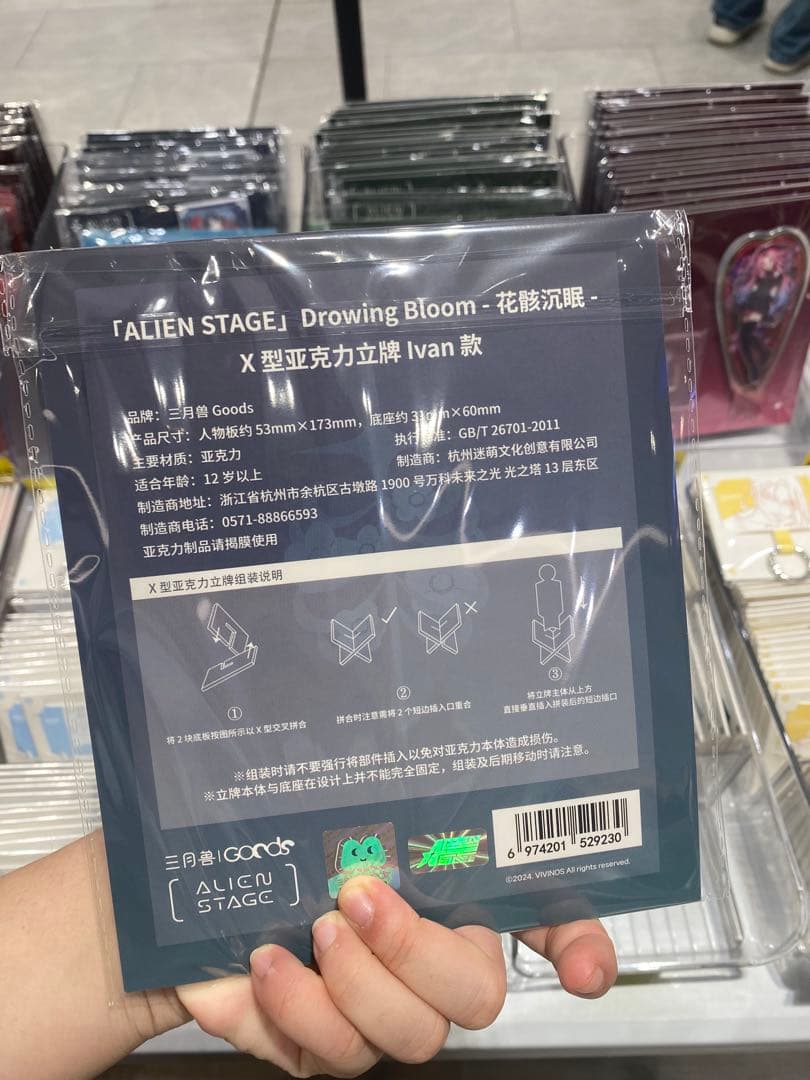 「ALIEN STAGE」Drowing Bloom - 花骸沉眠 -
X 型亚克力立牌 Ivan 款
品牌：三月兽 Goods
产品尺寸：人物板约 53mm×173mm，底座约 mm×60mm
主要材质：亚克力 执行标准：GB/T 26701-2011
适合年龄：12 岁以上 制造商：杭州迷萌文化创意有限公司
制造商地址：浙江省杭州市余杭区古墩路 1900 号万科未来之光 光之塔 13 层东区
制造商电话：0571-88866593
亚克力制品请揭膜使用
X 型亚克力立牌组装说明
①
将 2 块底板按图所示以 X 型交叉拼合
②
拼合时注意需将 2 个短边插入口重合
③
将立牌主体从上方
直接垂直插入拼装后的短边插口
※组装时请不要强行将部件插入以免对亚克力本体造成损伤。
※立牌本体与底座在设计上并不能完全固定，组装及后期移动时请注意。
三月兽|Goods
ALIEN
STAGE
6 974201 529230
©2024. VIVINOS All rights reserved.